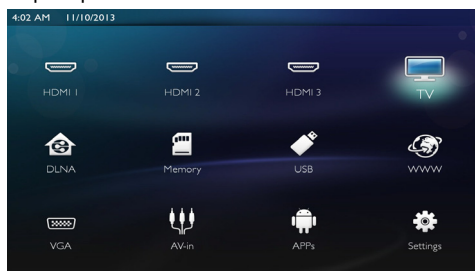 4:02 AM 11/10/2013
HDMI 1 HDMI 2 HDMI 3 TV
DLNA Memory USB WWW
VGA AV-in APPs Settings